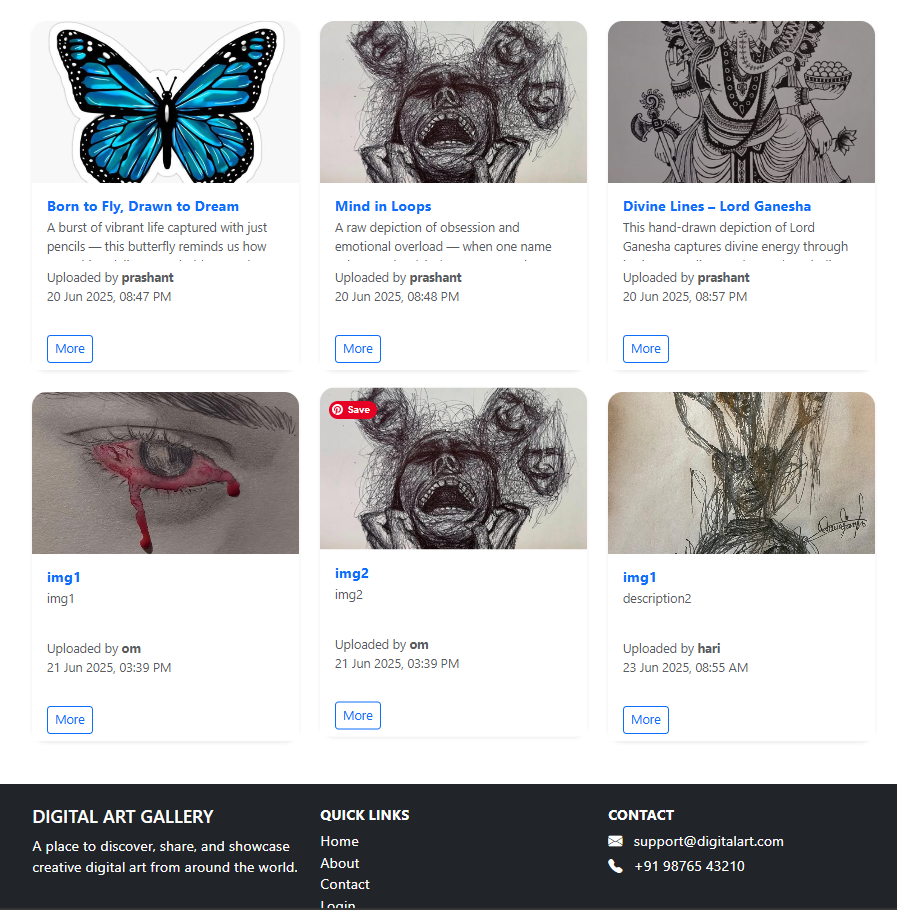 Born to Fly, Drawn to Dream
A burst of vibrant life captured with just
pencils — this butterfly reminds us how
Uploaded by prashant
20 Jun 2025, 08:47 PM
More
Mind in Loops
A raw depiction of obsession and
emotional overload — when one name
Uploaded by prashant
20 Jun 2025, 08:48 PM
More
Divine Lines – Lord Ganesha
This hand-drawn depiction of Lord
Ganesha captures divine energy through
Uploaded by prashant
20 Jun 2025, 08:57 PM
More
img1
img1
Uploaded by om
21 Jun 2025, 03:39 PM
More
Save
img2
img2
Uploaded by om
21 Jun 2025, 03:39 PM
More
img1
description2
Uploaded by hari
23 Jun 2025, 08:55 AM
More
DIGITAL ART GALLERY
A place to discover, share, and showcase
creative digital art from around the world.
QUICK LINKS
Home
About
Contact
Login
CONTACT
support@digitalart.com
+91 98765 43210